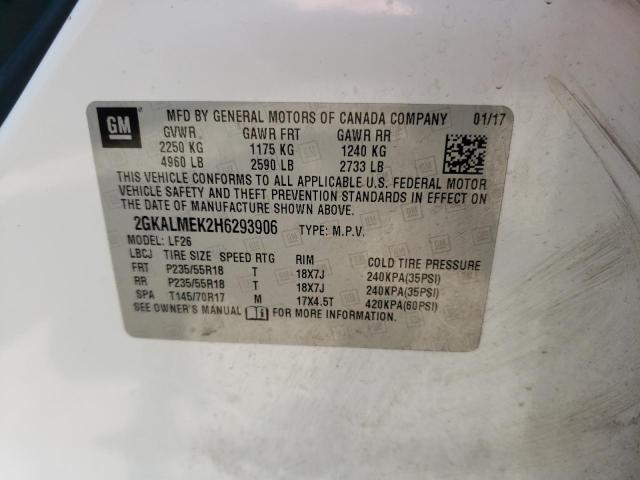 GM
MFD BY GENERAL MOTORS OF CANADA COMPANY 01/17
GVWR GAWR FRT GAWR RR
2250 KG 1175 KG 1240 KG
4960 LB 2590 LB 2733 LB
THIS VEHICLE CONFORMS TO ALL APPLICABLE U.S. FEDERAL MOTOR
VEHICLE SAFETY AND THEFT PREVENTION STANDARDS IN EFFECT ON
THE DATE OF MANUFACTURE SHOWN ABOVE.
2GKALMEK2H6293906 TYPE: M.P.V.
MODEL: LF26
LBCJ TIRE SIZE SPEED RTG RIM COLD TIRE PRESSURE
FRT P235/55R18 T 18X7J 240KPA(35PSI)
RR P235/55R18 T 18X7J 240KPA(35PSI)
SPA T145/70R17 M 17X4.5T 420KPA(60PSI)
SEE OWNER'S MANUAL FOR MORE INFORMATION.